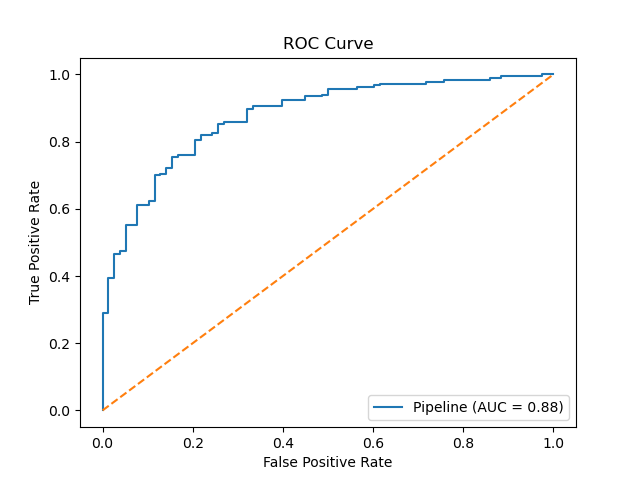 ROC Curve
1.0
0.8
0.6
0.4
0.2
0.0
True Positive Rate
Pipeline (AUC = 0.88)
0.0 0.2 0.4 0.6 0.8 1.0
False Positive Rate